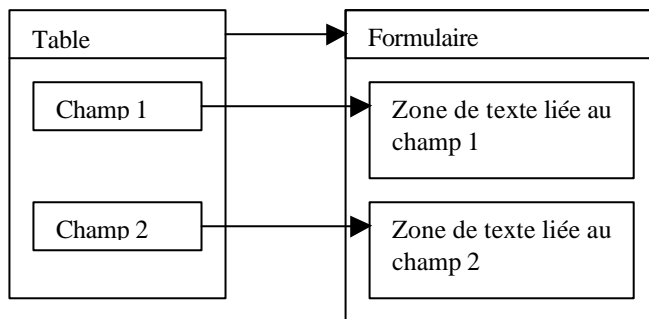 Table
Formulaire
Champ 1
Zone de texte liée au
champ 1
Champ 2
Zone de texte liée au
champ 2